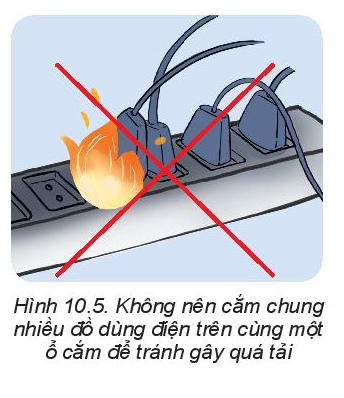 Hình 10.5. Không nên cắm chung
nhiều đồ dùng điện trên cùng một
ổ cắm để tránh gây quá tải